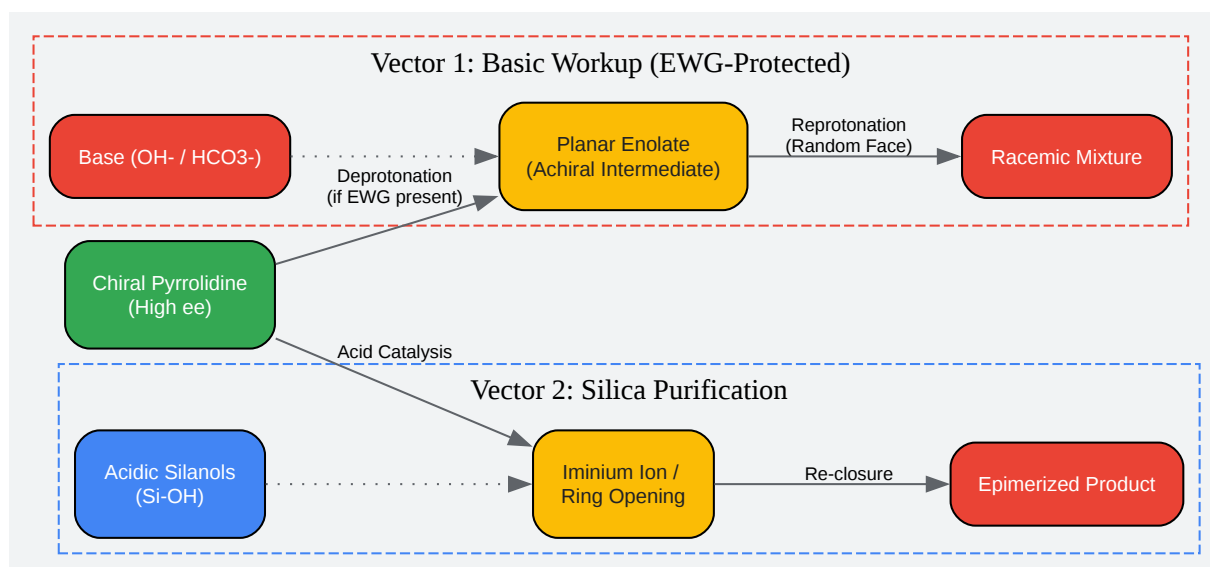 Vector 1: Basic Workup (EWG-Protected)
Base (OH- / HCO3-)
Deprotonation
(if EWG present)
Planar Enolate
(Achiral Intermediate)
Reprotonation
(Random Face)
Racemic Mixture
Chiral Pyrrolidine
(High ee)
Acid Catalysis
Vector 2: Silica Purification
Acidic Silanols
(Si-OH)
Iminium Ion /
Ring Opening
Re-closure
Epimerized Product